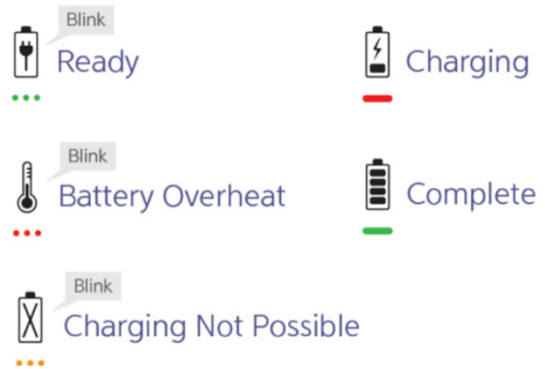 Blink
Ready
Charging
Blink
Battery Overheat
Complete
Blink
Charging Not Possible